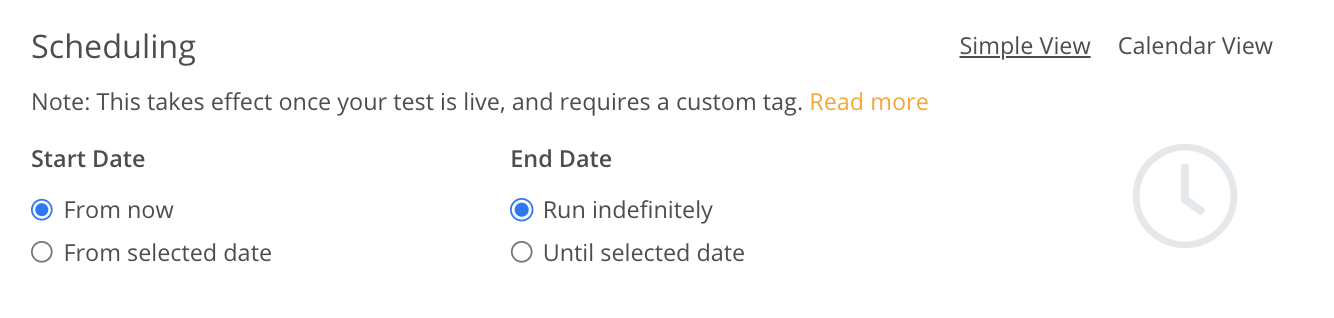 Scheduling
Simple View Calendar View
Note: This takes effect once your test is live, and requires a custom tag. Read more
Start Date
From now
From selected date
End Date
Run indefinitely
Until selected date